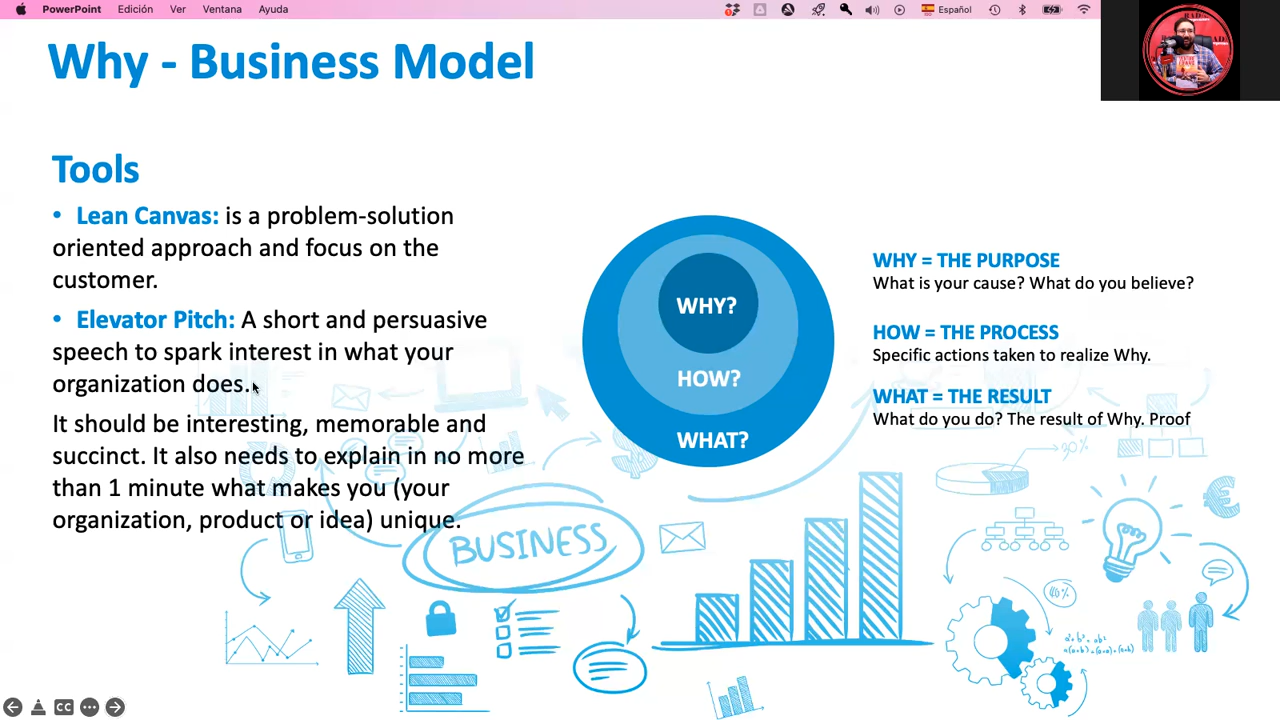 PowerPoint Edición Ver Ventana Ayuda
Español
Why - Business Model
Tools
• Lean Canvas: is a problem-solution
oriented approach and focus on the
customer.
• Elevator Pitch: A short and persuasive
speech to spark interest in what your
organization does.
It should be interesting, memorable and
succinct. It also needs to explain in no more
than 1 minute what makes you (your
organization, product or idea) unique.
WHY?
HOW?
WHAT?
WHY = THE PURPOSE
What is your cause? What do you believe?
HOW = THE PROCESS
Specific actions taken to realize Why.
WHAT = THE RESULT
What do you do? The result of Why. Proof
30%
BUSINESS
40%
CC